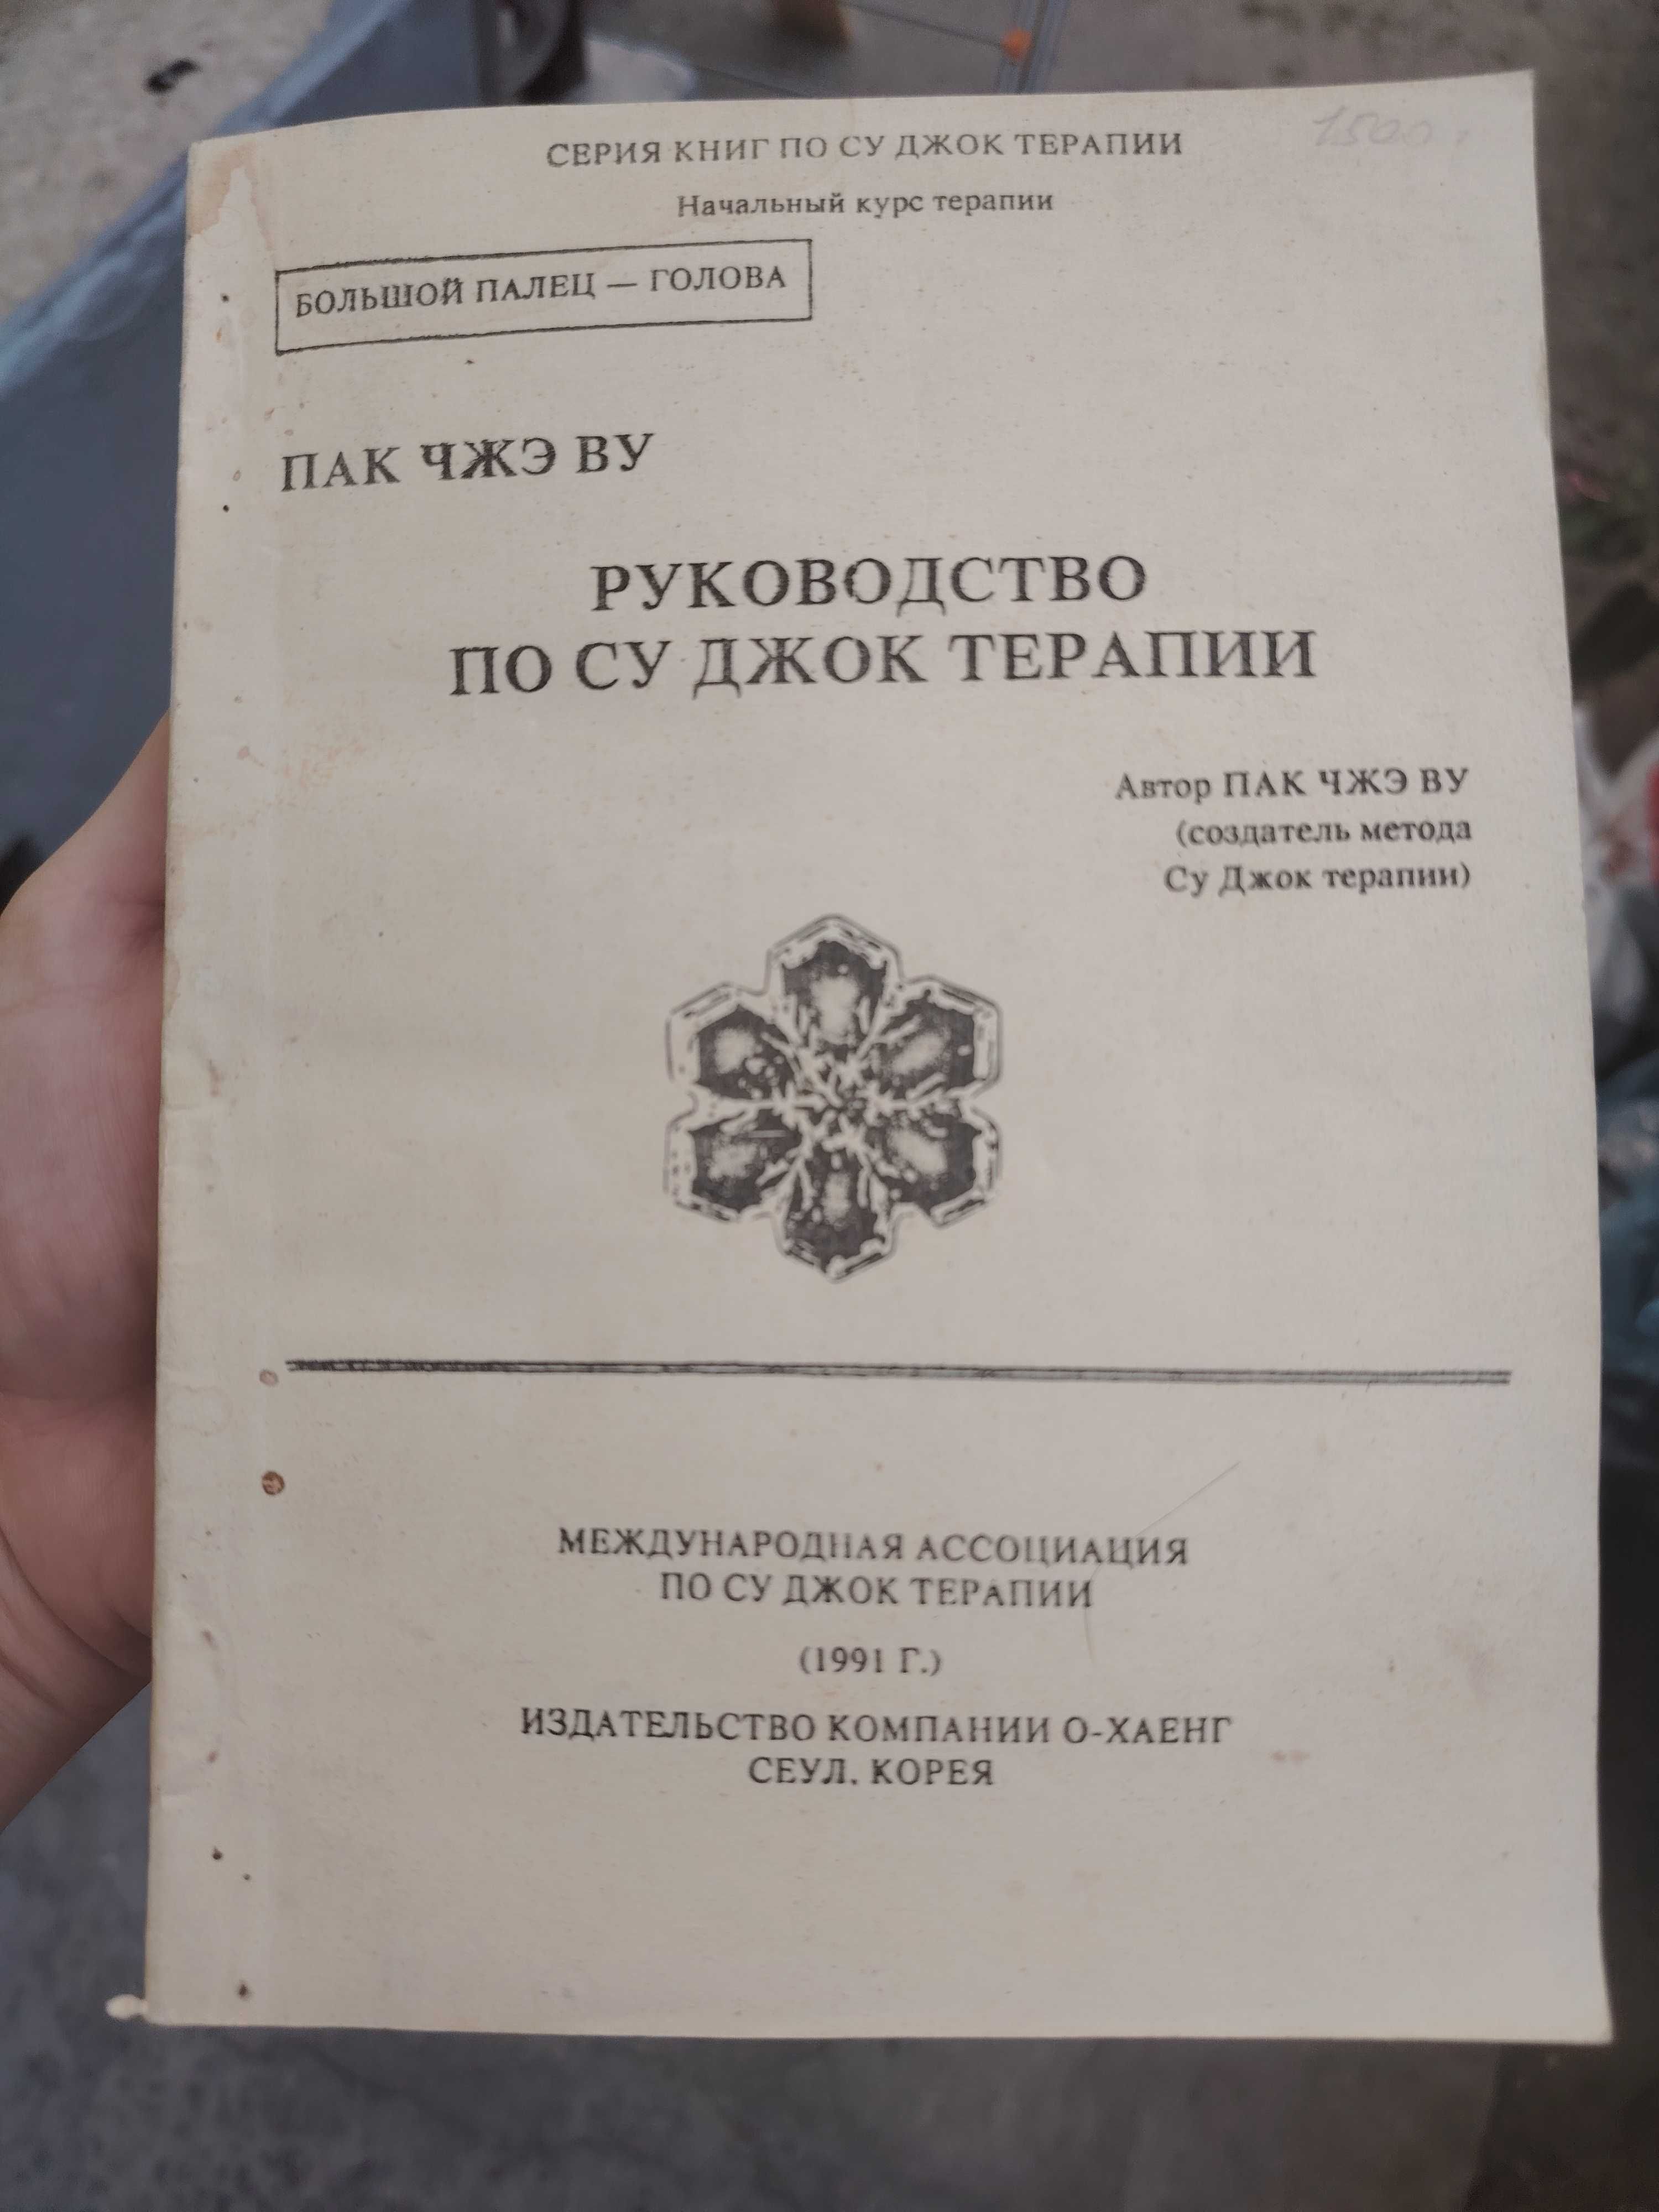 СЕРИЯ КНИГ ПО СУ ДЖОК ТЕРАПИИ
Начальный курс терапии
БОЛЬШОЙ ПАЛЕЦ — ГОЛОВА
ПАК ЧЖЭ ВУ
РУКОВОДСТВО
ПО СУ ДЖОК ТЕРАПИИ
Автор ПАК ЧЖЭ ВУ
(создатель метода
Су Джок терапии)
МЕЖДУНАРОДНАЯ АССОЦИАЦИЯ
ПО СУ ДЖОК ТЕРАПИИ
(1991 Г.)
ИЗДАТЕЛЬСТВО КОМПАНИИ О-ХАЕНГ
СЕУЛ. КОРЕЯ